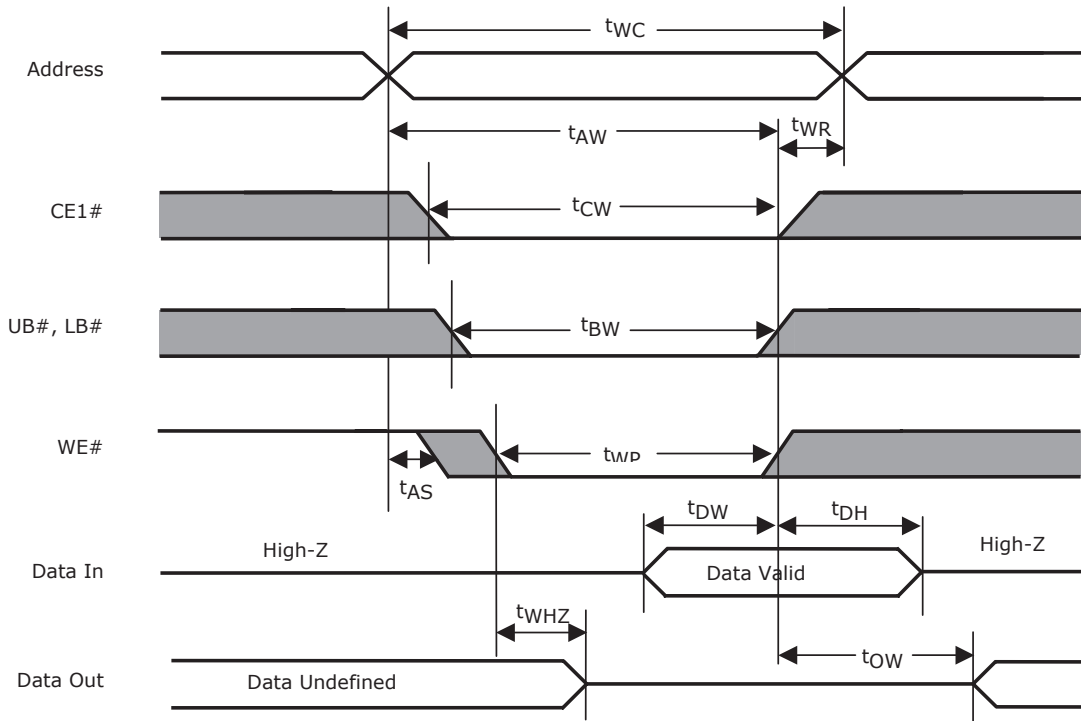 tWC
Address
tAW
tWR
CE1#
tCW
UB#, LB#
tBW
WE#
tWP
tAS
tDW
tDH
High-Z
High-Z
Data In
Data Valid
tWHZ
tOW
Data Out
Data Undefined